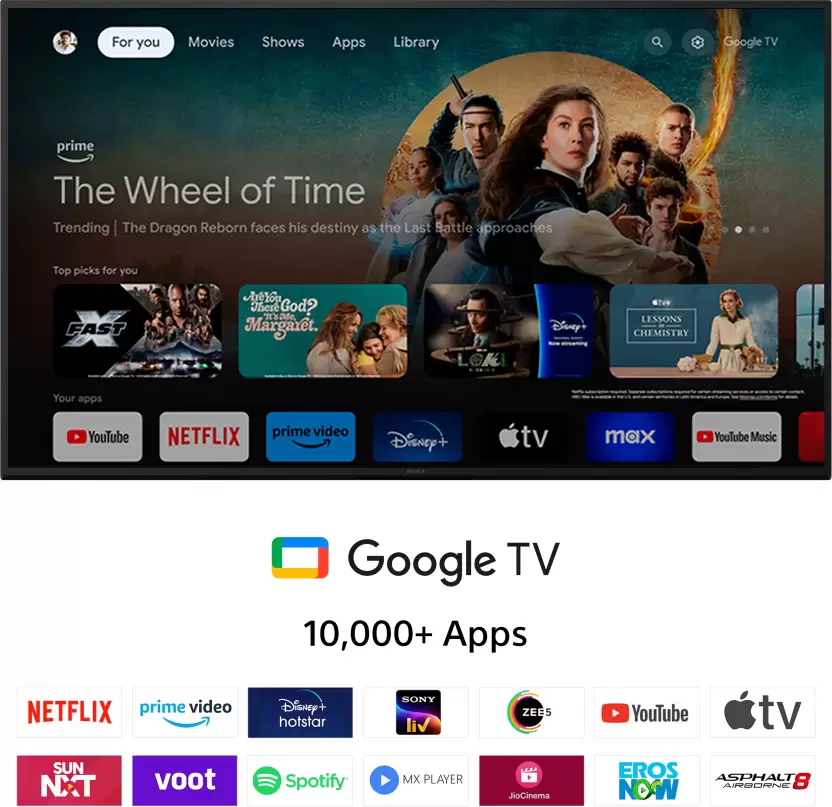 For you Movies Shows Apps Library Google TV
prime
The Wheel of Time
Trending | The Dragon Reborn faces his destiny as the Last Battle approaches
Top picks for you
FAST X
Are You There God? It's Me, Margaret.
LOKI
Disney+
Now streaming
tv+
LESSONS IN CHEMISTRY
Your apps
YouTube NETFLIX prime video Disney+ tv max YouTube Music
SONY
Google TV
10,000+ Apps
NETFLIX prime video Disney+ hotstar SONY liv ZEE5 YouTube tv
SUN NXT voot Spotify MX PLAYER JioCinema EROS NOW ASPHALT 8 AIRBORNE